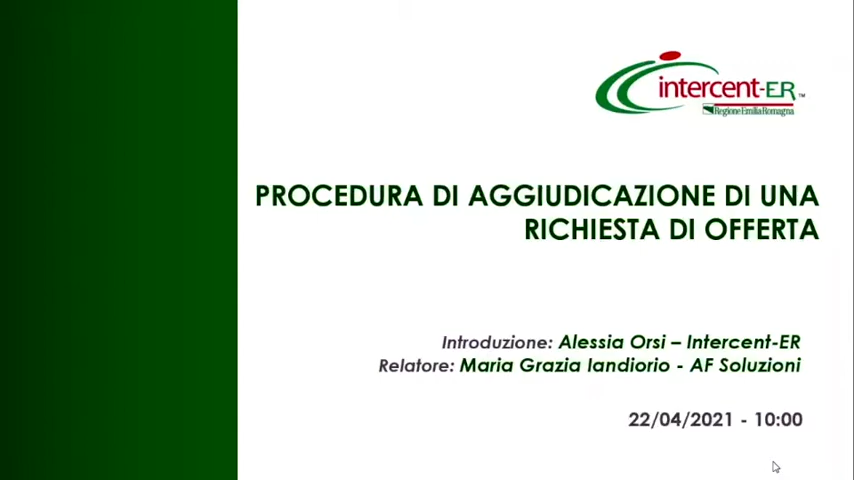 intercent-ER™
Regione Emilia Romagna
PROCEDURA DI AGGIUDICAZIONE DI UNA
RICHIESTA DI OFFERTA
Introduzione: Alessia Orsi – Intercent-ER
Relatore: Maria Grazia Iandiorio - AF Soluzioni
22/04/2021 - 10:00